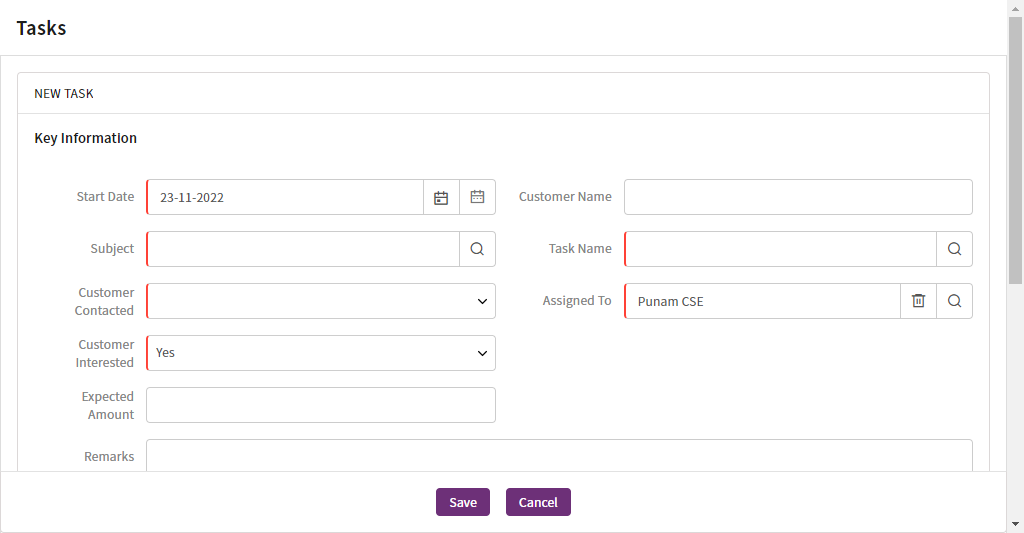 Tasks
NEW TASK
Key Information
Start Date 23-11-2022 Customer Name
Subject Task Name
Customer Contacted Assigned To Punam CSE
Customer Interested Yes
Expected Amount
Remarks
Save Cancel